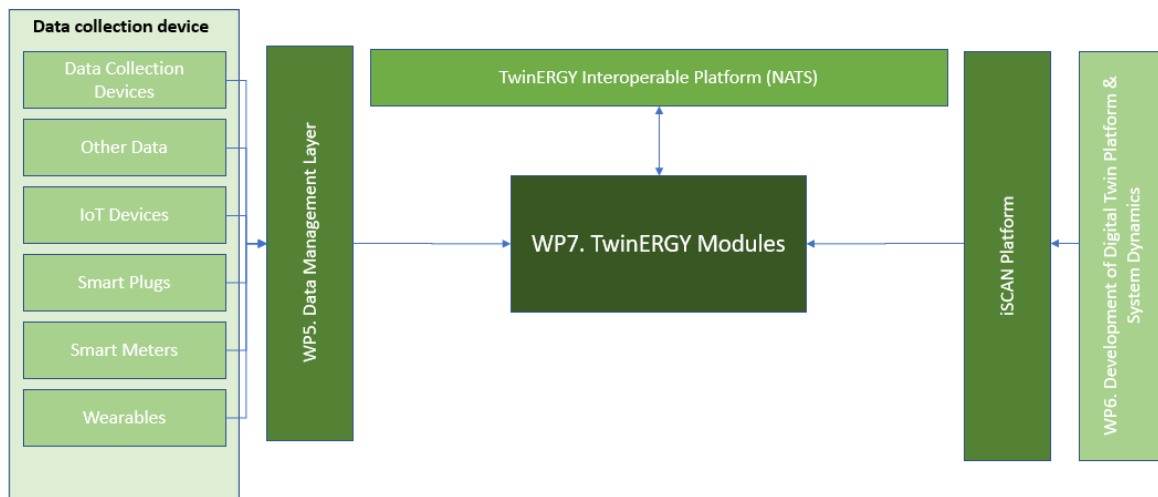 Data collection device
Data Collection
Devices
Other Data
IoT Devices
Smart Plugs
Smart Meters
Wearables
WP5. Data Management Layer
TwinERGY Interoperable Platform (NATS)
WP7. TwinERGY Modules
iSCAN Platform
WP6. Development of Digital Twin Platform &
System Dynamics